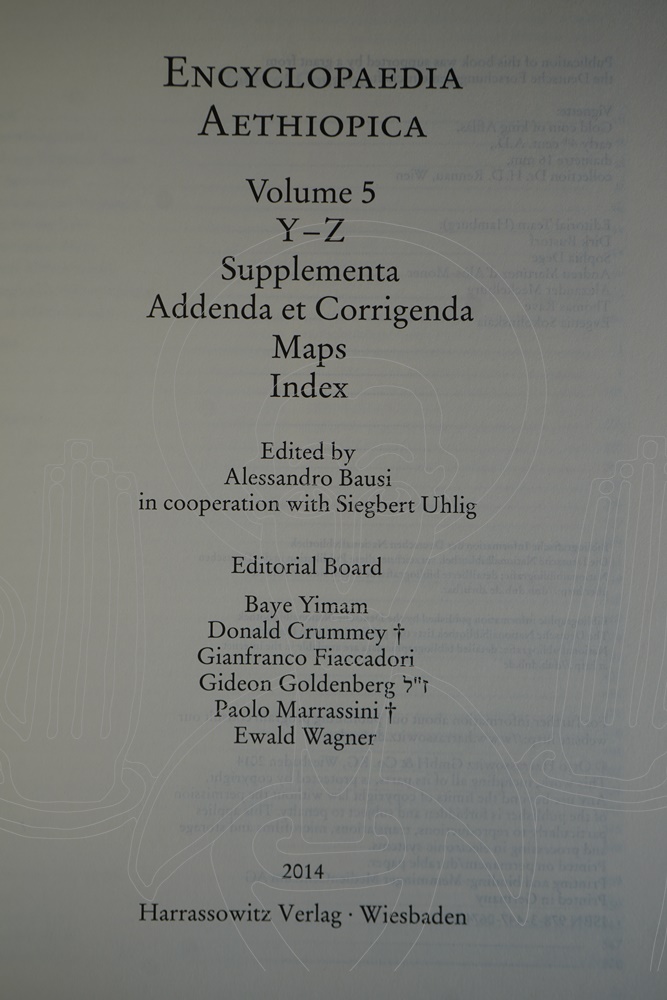 ENCYCLOPAEDIA
AETHIOPICA
Volume 5
Y–Z
Supplementa
Addenda et Corrigenda
Maps
Index
Edited by
Alessandro Bausi
in cooperation with Siegbert Uhlig
Editorial Board
Baye Yimam
Donald Crummey †
Gianfranco Fiaccadori
Gideon Goldenberg ז"ל
Paolo Marrassini †
Ewald Wagner
2014
Harrassowitz Verlag · Wiesbaden